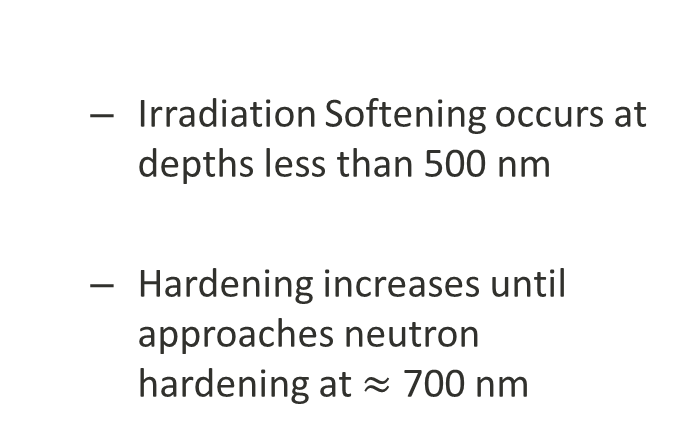 – Irradiation Softening occurs at
depths less than 500 nm
– Hardening increases until
approaches neutron
hardening at ≈ 700 nm